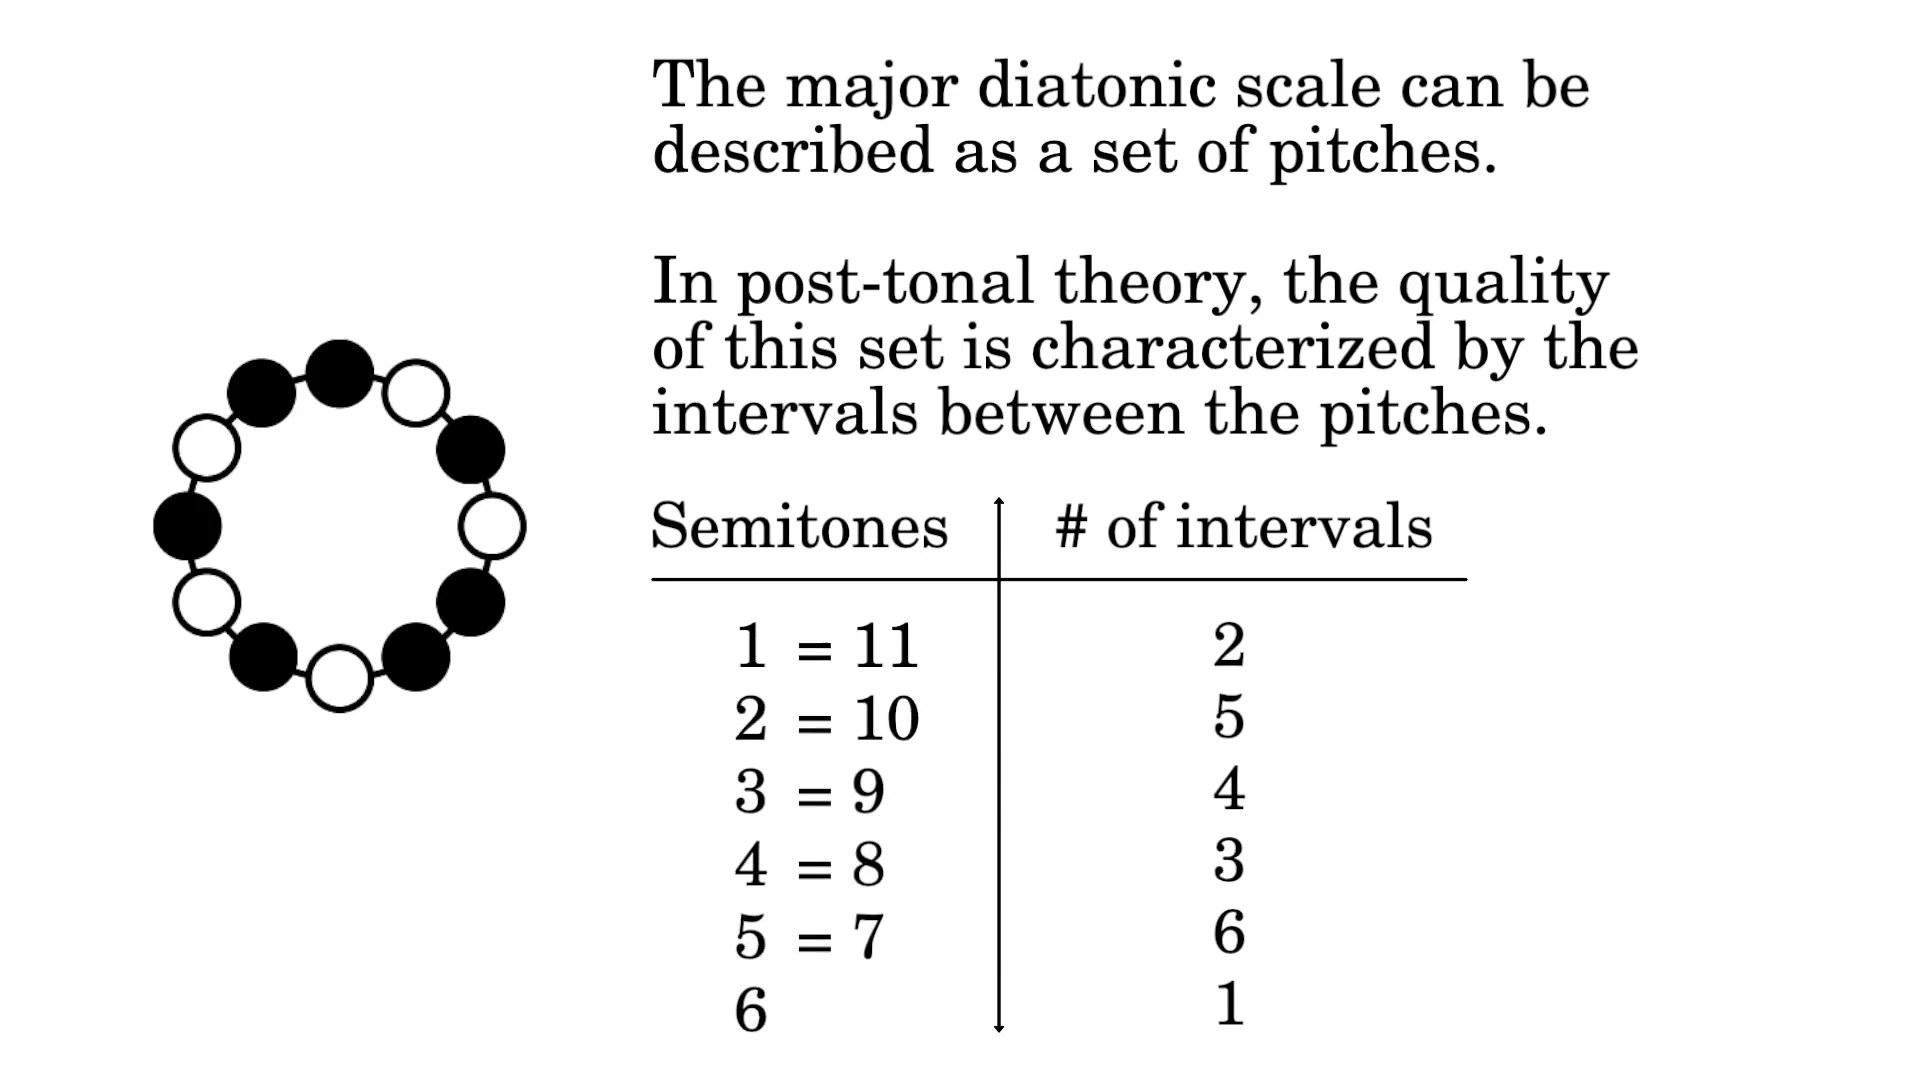 The major diatonic scale can be
described as a set of pitches.
In post-tonal theory, the quality
of this set is characterized by the
intervals between the pitches.
Semitones # of intervals
1 = 11 2
2 = 10 5
3 = 9 4
4 = 8 3
5 = 7 6
6 1